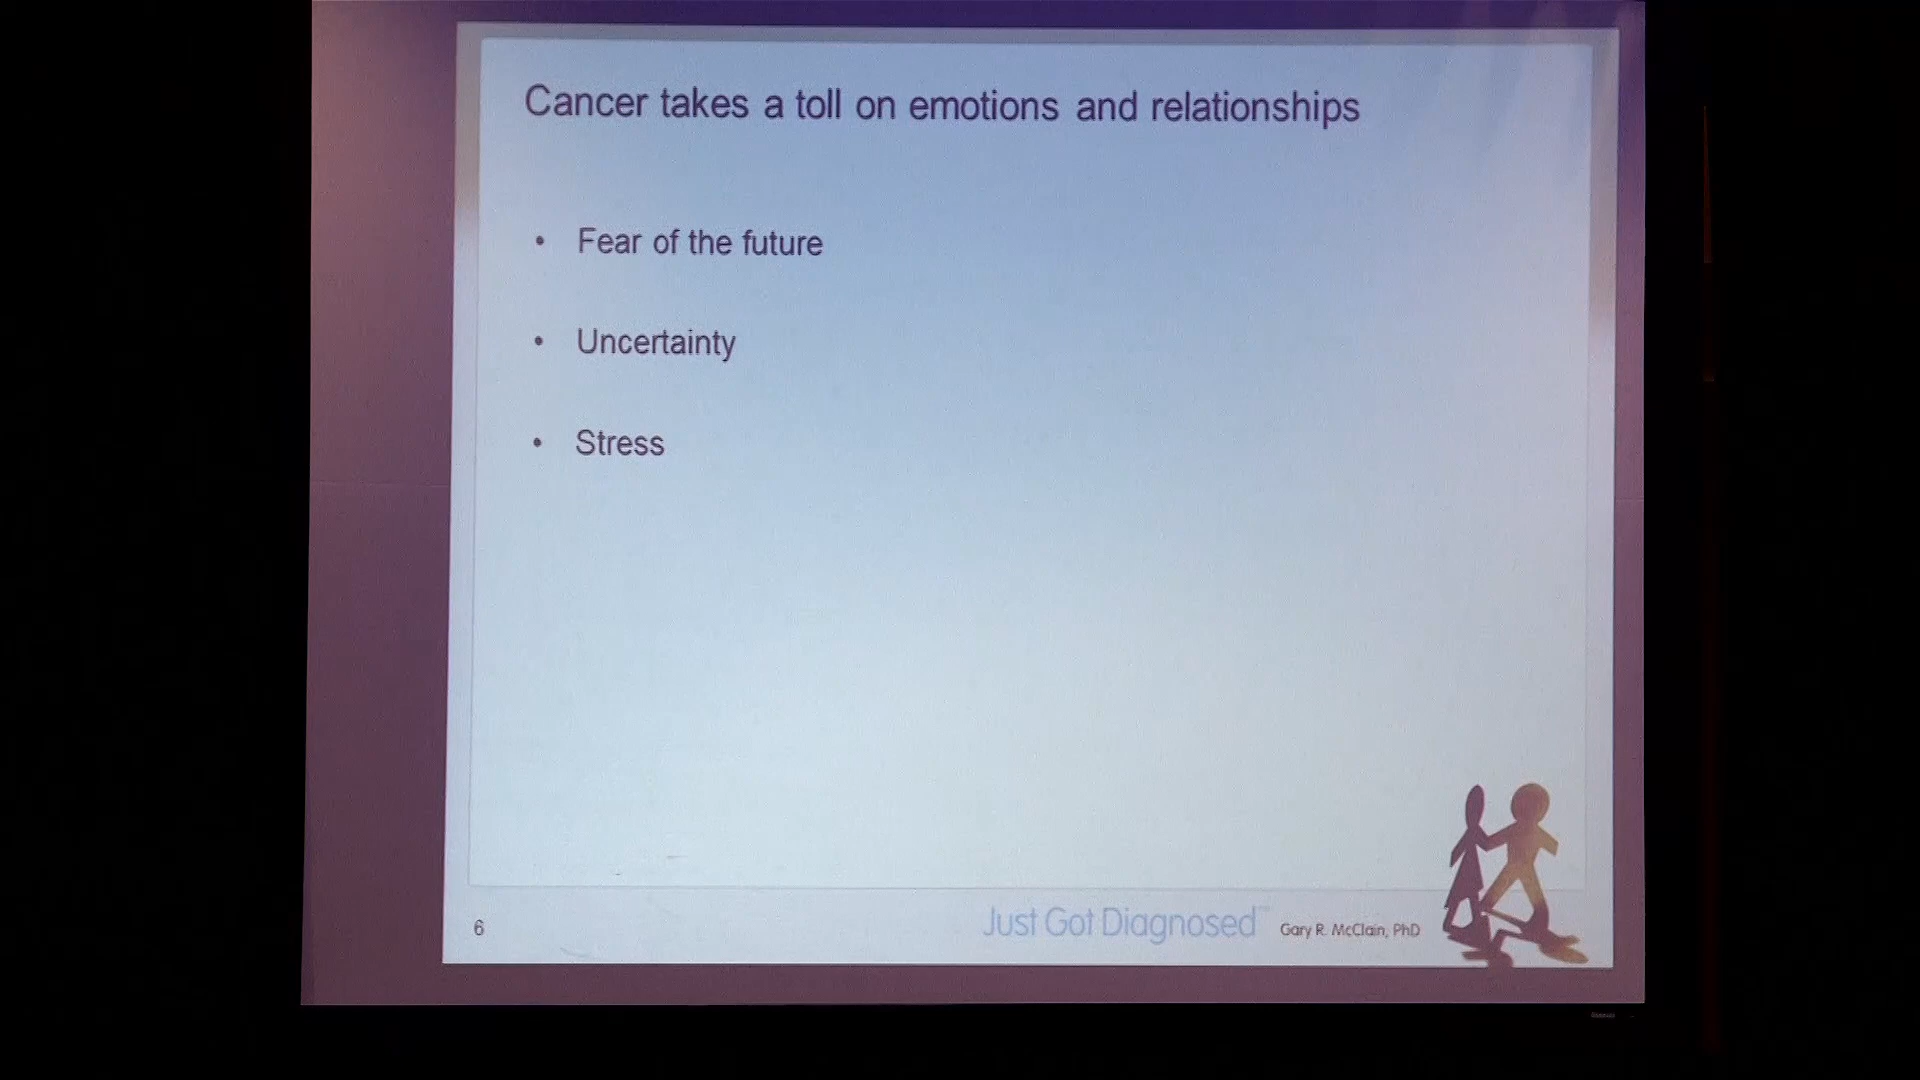 Cancer takes a toll on emotions and relationships
• Fear of the future
• Uncertainty
• Stress
6
Just Got Diagnosed™ Gary R. McClain, PhD